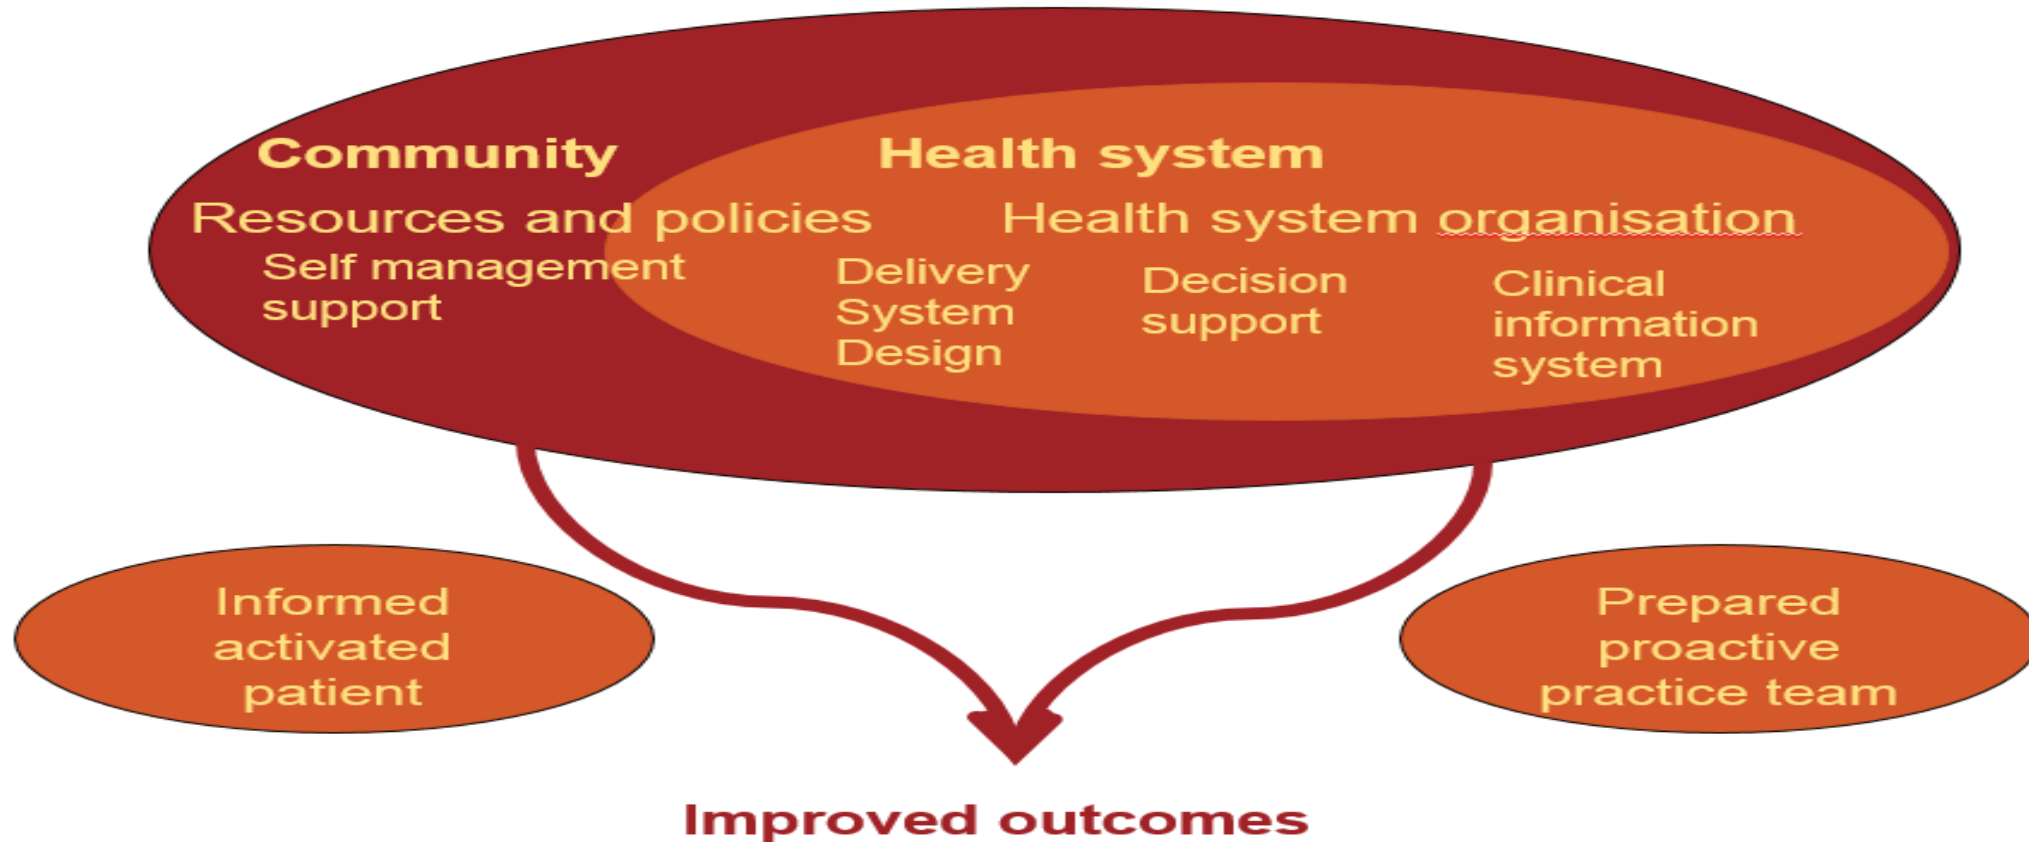 Community
Health system
Resources and policies
Health system organisation
Self management
support
Delivery
System
Design
Decision
support
Clinical
information
system
Informed
activated
patient
Prepared
proactive
practice team
Improved outcomes